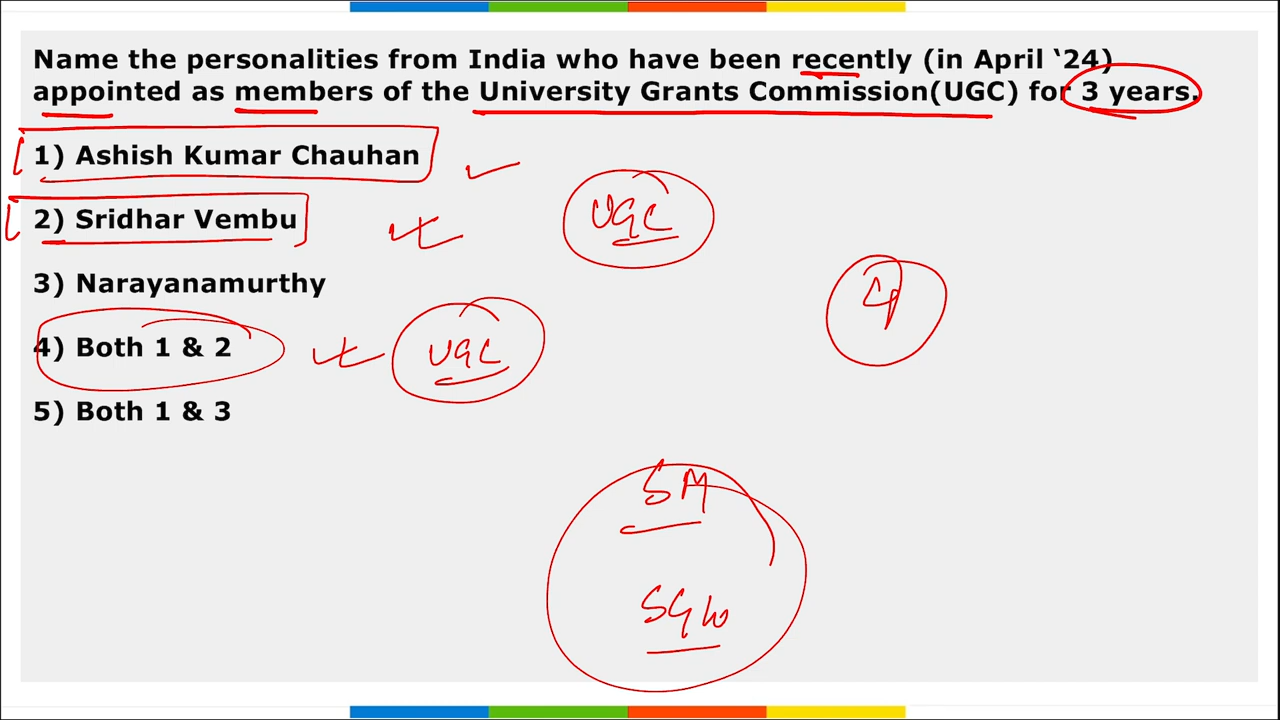 Name the personalities from India who have been recently (in April ‘24)
appointed as members of the University Grants Commission(UGC) for 3 years.
1) Ashish Kumar Chauhan
2) Sridhar Vembu
UGC
3) Narayanamurthy
4) Both 1 & 2
UGC
5) Both 1 & 3
SM